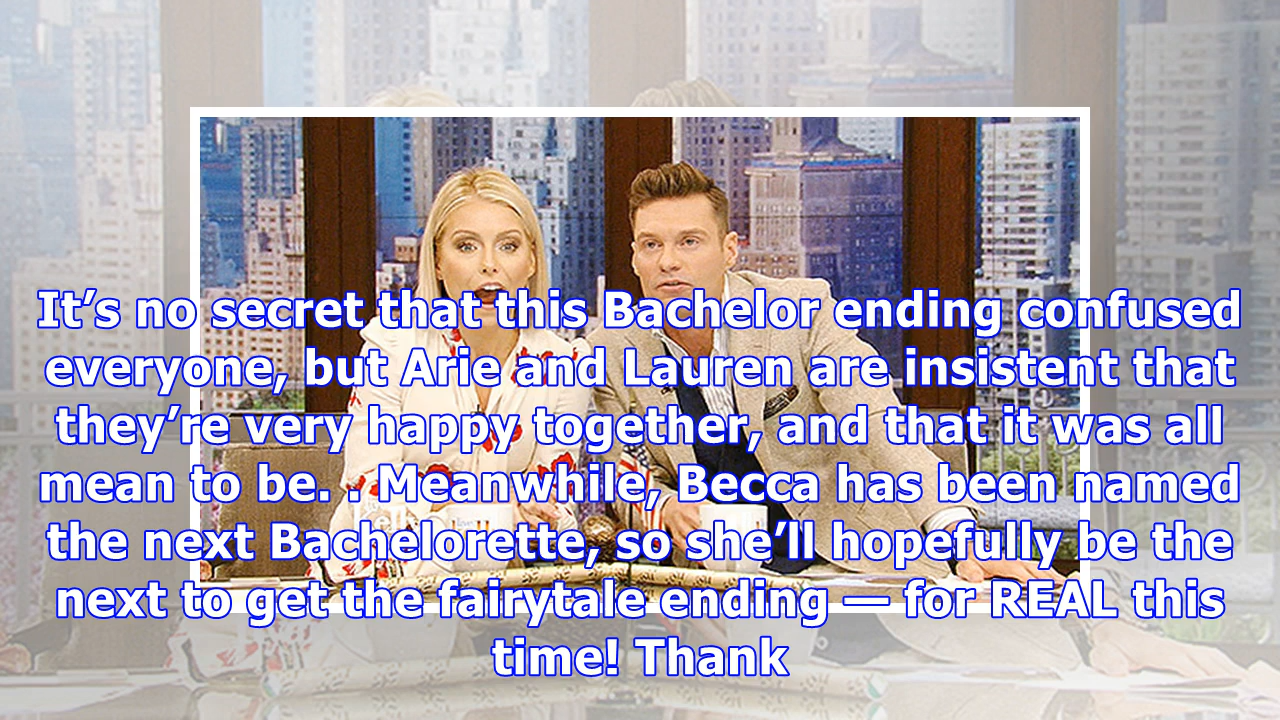 It’s no secret that this Bachelor ending confused
everyone, but Arie and Lauren are insistent that
they’re very happy together, and that it was all
mean to be. . Meanwhile, Becca has been named
the next Bachelorette, so she’ll hopefully be the
next to get the fairytale ending — for REAL this
time! Thank